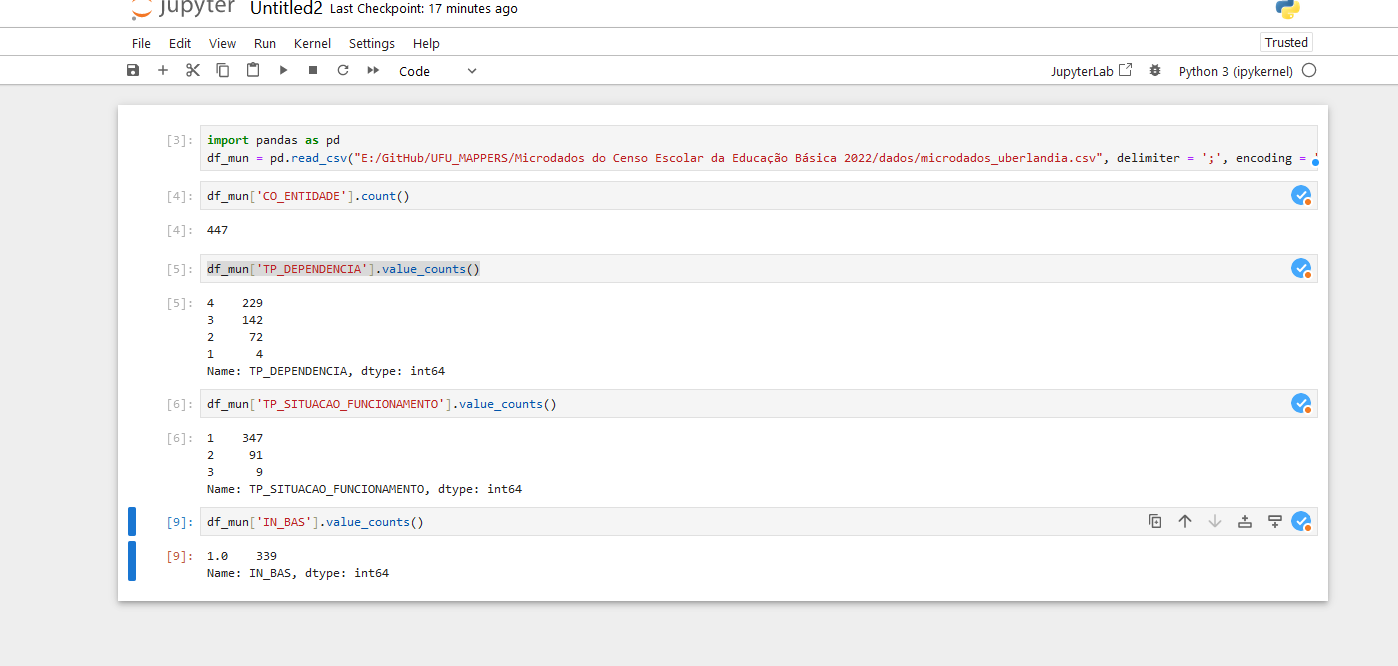 jupyter Untitled2 Last Checkpoint: 17 minutes ago
File Edit View Run Kernel Settings Help Trusted
Code JupyterLab Python 3 (ipykernel)
[3]: import pandas as pd
df_mun = pd.read_csv("E:/GitHub/UFU_MAPPERS/Microdados do Censo Escolar da Educação Básica 2022/dados/microdados_uberlandia.csv", delimiter = ';', encoding = '
[4]: df_mun['CO_ENTIDADE'].count()
[4]: 447
[5]: df_mun['TP_DEPENDENCIA'].value_counts()
[5]: 4 229
3 142
2 72
1 4
Name: TP_DEPENDENCIA, dtype: int64
[6]: df_mun['TP_SITUACAO_FUNCIONAMENTO'].value_counts()
[6]: 1 347
2 91
3 9
Name: TP_SITUACAO_FUNCIONAMENTO, dtype: int64
[9]: df_mun['IN_BAS'].value_counts()
[9]: 1.0 339
Name: IN_BAS, dtype: int64